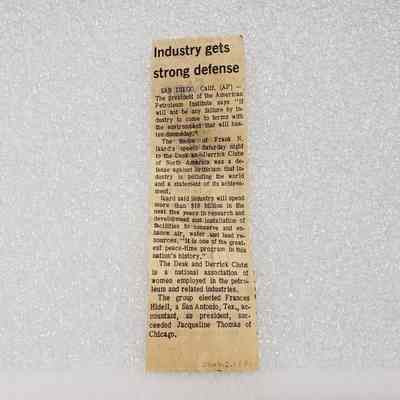 Industry gets
strong defense
SAN DIEGO, Calif. (AP) —
The president of the American
Petroleum Institute says "it
will not be any failure by in-
dustry to come to terms with
the environment that will has-
ten doomsday."
The theme of Frank N.
Ikard's speech Saturday night
to the Desk and Derrick Clubs
of North America was a de-
fense against criticism that in-
dustry is polluting the world
and a statement of its achieve-
ment.
Ikard said industry will spend
more than $18 billion in the
next five years in research and
development and installation of
facilities to conserve and en-
hance air, water and land re-
sources. "It is one of the great-
est peace-time program in this
nation's history."
The Desk and Derrick Clubs
is a national association of
women employed in the petro-
leum and related industries.
The group elected Frances
Hidell, a San Antonio, Tex., ac-
countant, as president, suc-
ceeded Jacqueline Thomas of
Chicago.